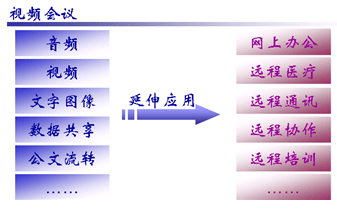 视频会议
音频
视频
文字图像
数据共享
公文流转
......
延伸应用
网上办公
远程医疗
远程通讯
远程协作
远程培训
......